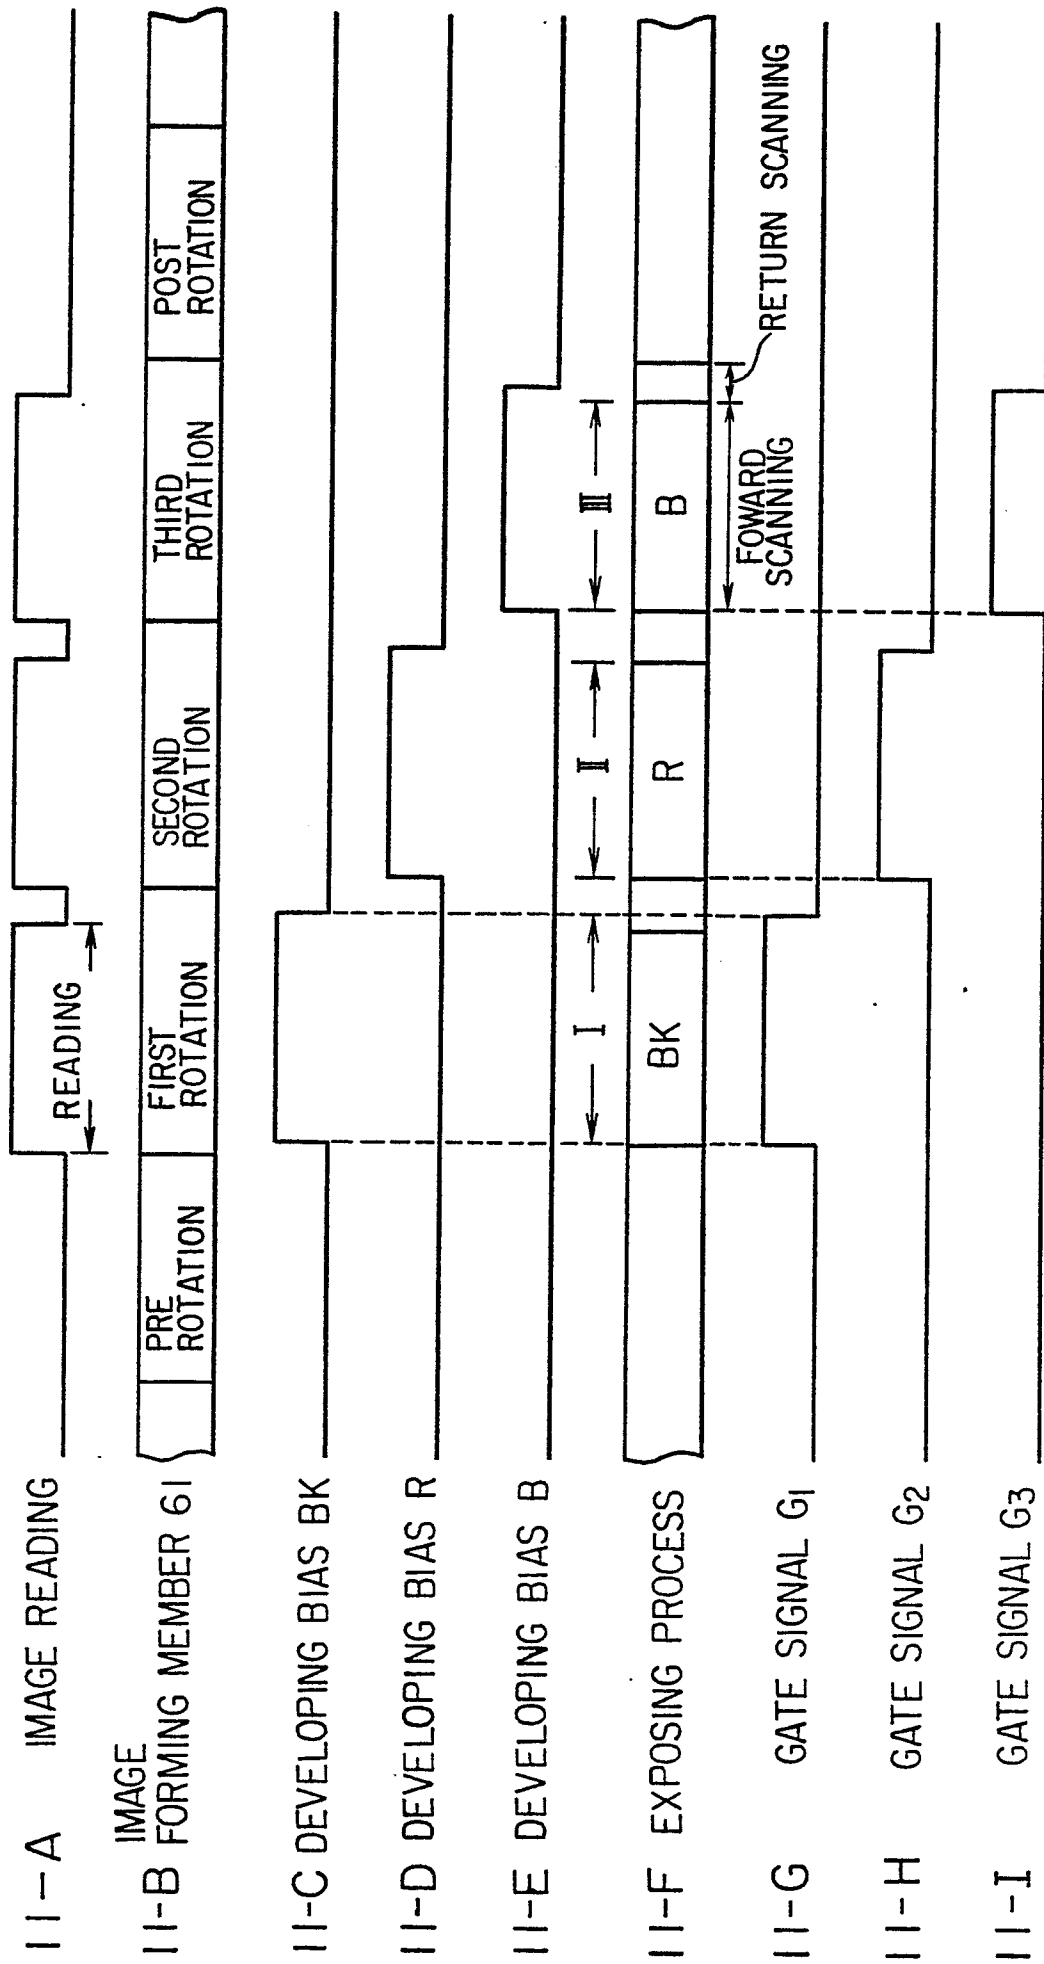 11-A IMAGE READING
READING
11-B IMAGE
FORMING MEMBER 61
PRE
ROTATION
FIRST
ROTATION
SECOND
ROTATION
THIRD
ROTATION
POST
ROTATION
11-C DEVELOPING BIAS BK
11-D DEVELOPING BIAS R
11-E DEVELOPING BIAS B
I
II
III
11-F EXPOSING PROCESS
BK
R
B
FOWARD
SCANNING
RETURN SCANNING
11-G GATE SIGNAL G1
11-H GATE SIGNAL G2
11-I GATE SIGNAL G3